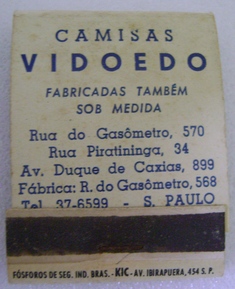 CAMISAS
VIDOEDO
FABRICADAS TAMBÉM
SOB MEDIDA
Rua do Gasômetro, 570
Rua Piratininga, 34
Av. Duque de Caxias, 899
Fábrica: R. do Gasômetro, 568
Tel 37-6599 - S. PAULO
FÓSFOROS DE SEG. IND. BRAS. - KIC - AV. IBIRAPUERA, 454 S. P.